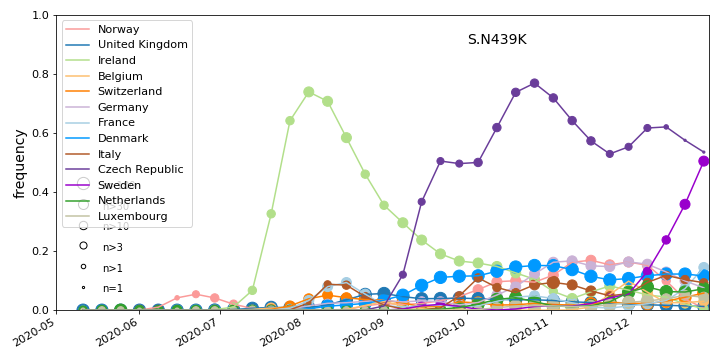 S.N439K
1.0
0.8
0.6
0.4
0.2
0.0
frequency
Norway
United Kingdom
Ireland
Belgium
Switzerland
Germany
France
Denmark
Italy
Czech Republic
Sweden
Netherlands
Luxembourg
n>30
n>10
n>3
n>1
n=1
2020-05
2020-06
2020-07
2020-08
2020-09
2020-10
2020-11
2020-12